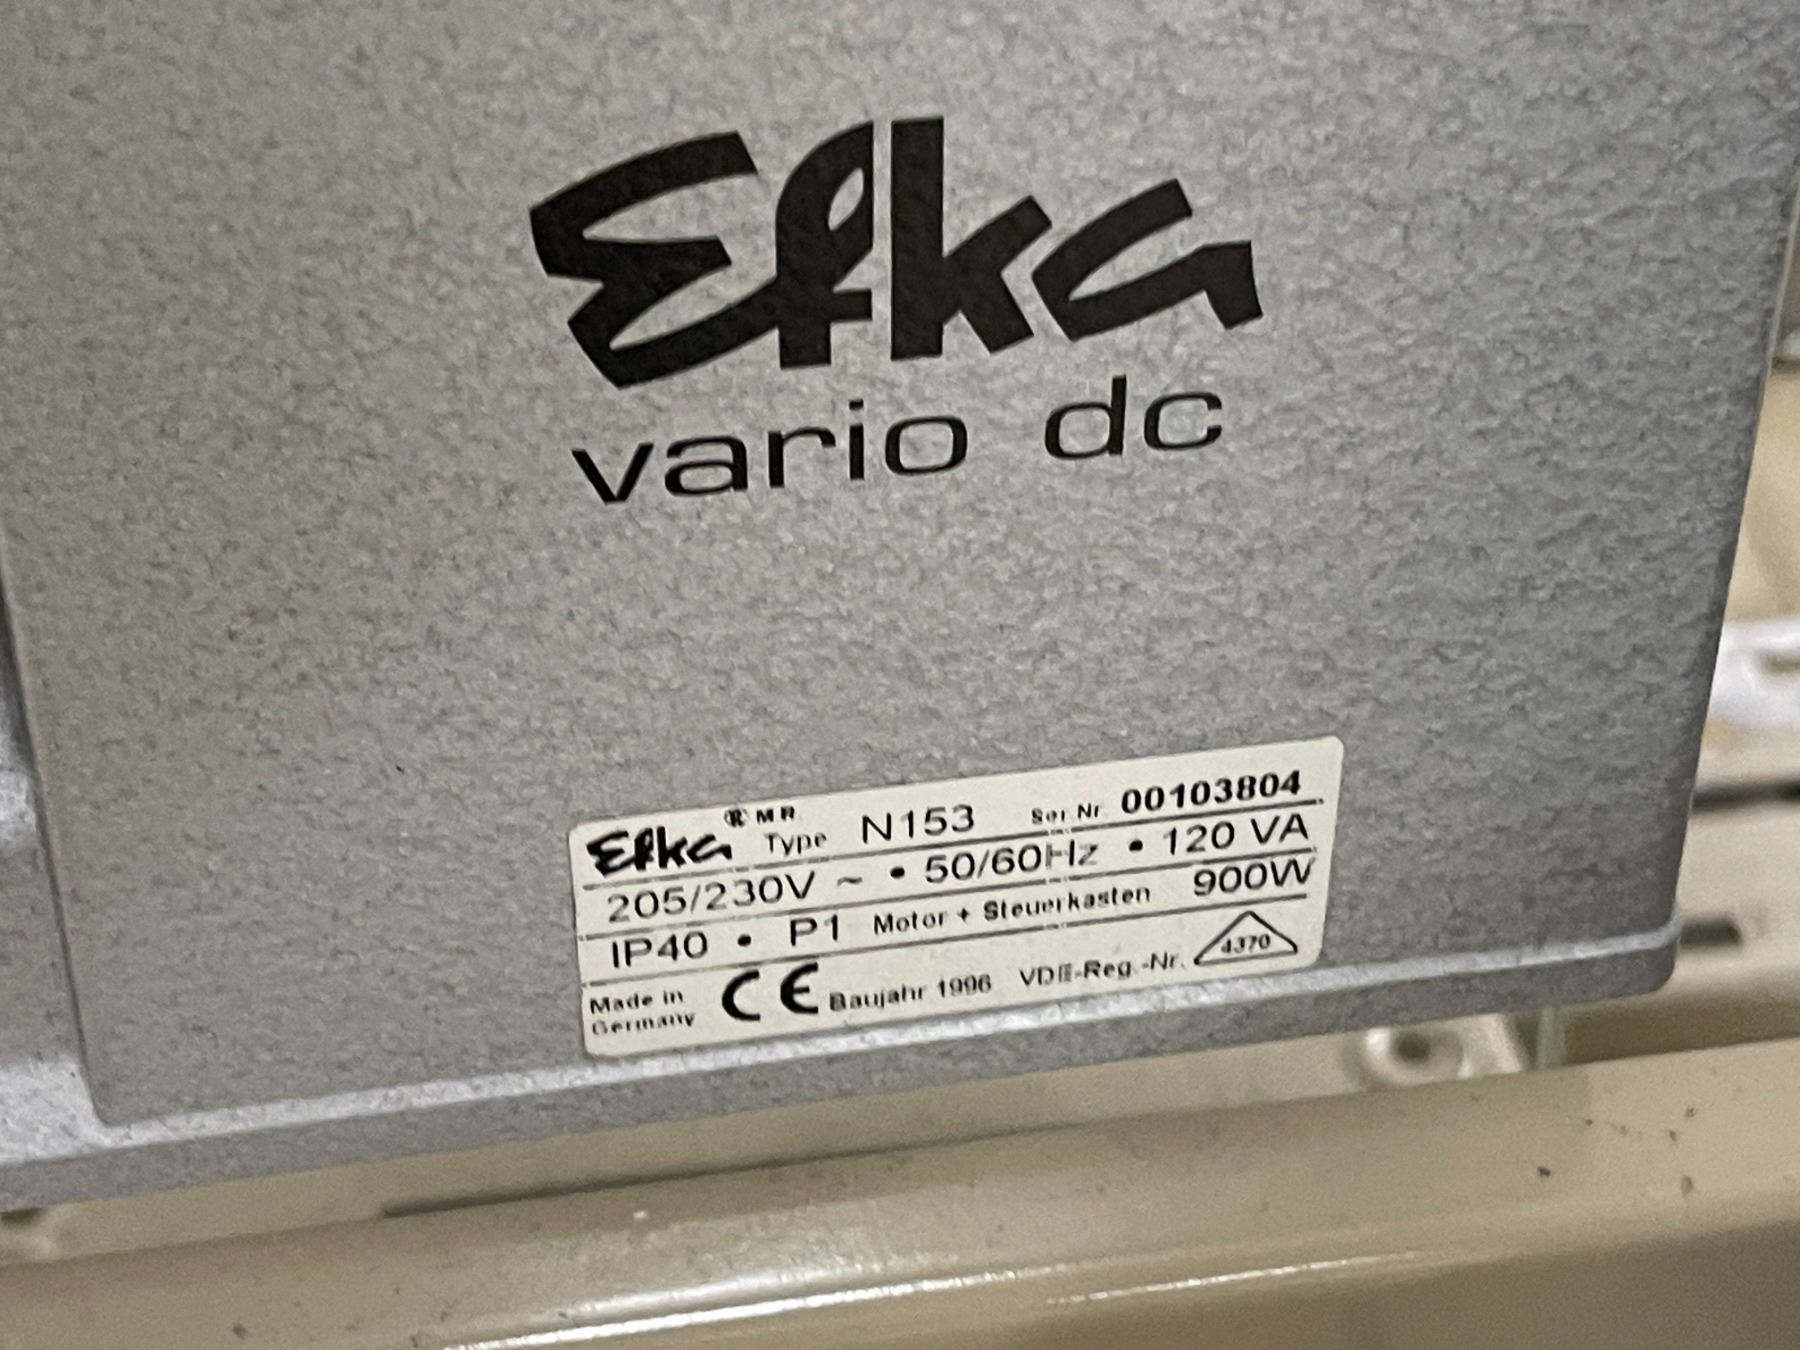 Efka
vario dc
Efka ® MR Type N153 Ser Nr. 00103804
205/230V ~ • 50/60Hz • 120 VA
IP40 • P1 Motor + Steuerkasten 900W
Made in Germany CE Baujahr 1996 VDE-Reg.-Nr. 4370